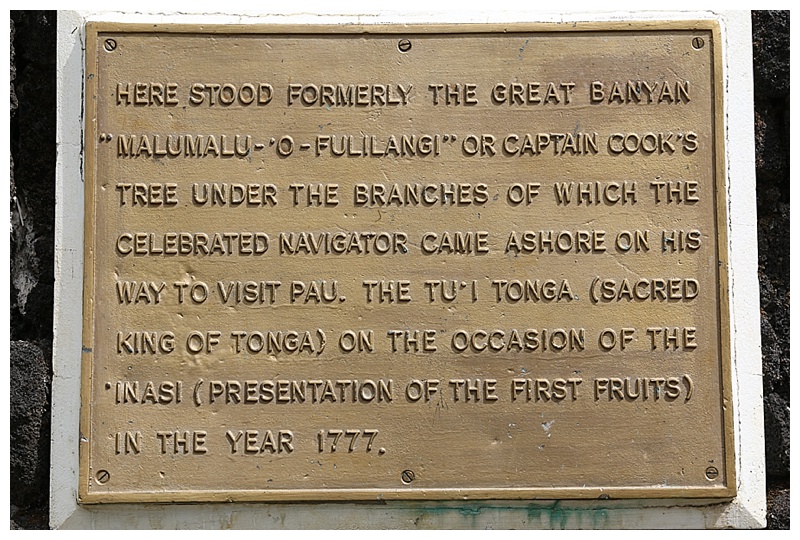 HERE STOOD FORMERLY THE GREAT BANYAN
"MALUMALU-'O-FULILANGI" OR CAPTAIN COOK'S
TREE UNDER THE BRANCHES OF WHICH THE
CELEBRATED NAVIGATOR CAME ASHORE ON HIS
WAY TO VISIT PAU. THE TU'I TONGA (SACRED
KING OF TONGA) ON THE OCCASION OF THE
'INASI (PRESENTATION OF THE FIRST FRUITS)
IN THE YEAR 1777.